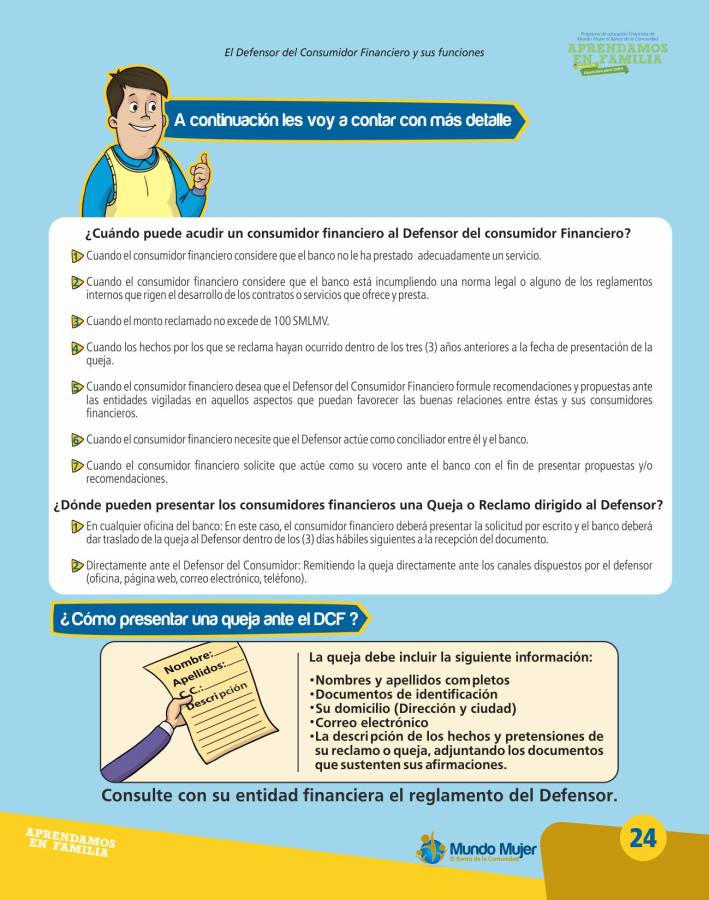 El Defensor del Consumidor Financiero y sus funciones
Programa de educación financiera de
Mundo Mujer el Banco de la Comunidad
APRENDAMOS
EN FAMILIA
A continuación les voy a contar con más detalle
¿Cuándo puede acudir un consumidor financiero al Defensor del consumidor Financiero?
1 Cuando el consumidor financiero considere que el banco no le ha prestado adecuadamente un servicio.
2 Cuando el consumidor financiero considere que el banco está incumpliendo una norma legal o alguno de los reglamentos
internos que rigen el desarrollo de los contratos o servicios que ofrece y presta.
3 Cuando el monto reclamado no excede de 100 SMLMV.
4 Cuando los hechos por los que se reclama hayan ocurrido dentro de los tres (3) años anteriores a la fecha de presentación de la
queja.
5 Cuando el consumidor financiero desea que el Defensor del Consumidor Financiero formule recomendaciones y propuestas ante
las entidades vigiladas en aquellos aspectos que puedan favorecer las buenas relaciones entre éstas y sus consumidores
financieros.
6 Cuando el consumidor financiero necesite que el Defensor actúe como conciliador entre él y el banco.
7 Cuando el consumidor financiero solicite que actúe como su vocero ante el banco con el fin de presentar propuestas y/o
recomendaciones.
¿Dónde pueden presentar los consumidores financieros una Queja o Reclamo dirigido al Defensor?
1 En cualquier oficina del banco: En este caso, el consumidor financiero deberá presentar la solicitud por escrito y el banco deberá
dar traslado de la queja al Defensor dentro de los (3) días hábiles siguientes a la recepción del documento.
2 Directamente ante el Defensor del Consumidor: Remitiendo la queja directamente ante los canales dispuestos por el defensor
(oficina, página web, correo electrónico, teléfono).
¿Cómo presentar una queja ante el DCF ?
Nombre:
Apellidos:
C.C.:
Descripción
La queja debe incluir la siguiente información:
•Nombres y apellidos completos
•Documentos de identificación
•Su domicilio (Dirección y ciudad)
•Correo electrónico
•La descripción de los hechos y pretensiones de
su reclamo o queja, adjuntando los documentos
que sustenten sus afirmaciones.
Consulte con su entidad financiera el reglamento del Defensor.
APRENDAMOS
EN FAMILIA
Mundo Mujer
El Banco de la Comunidad
24